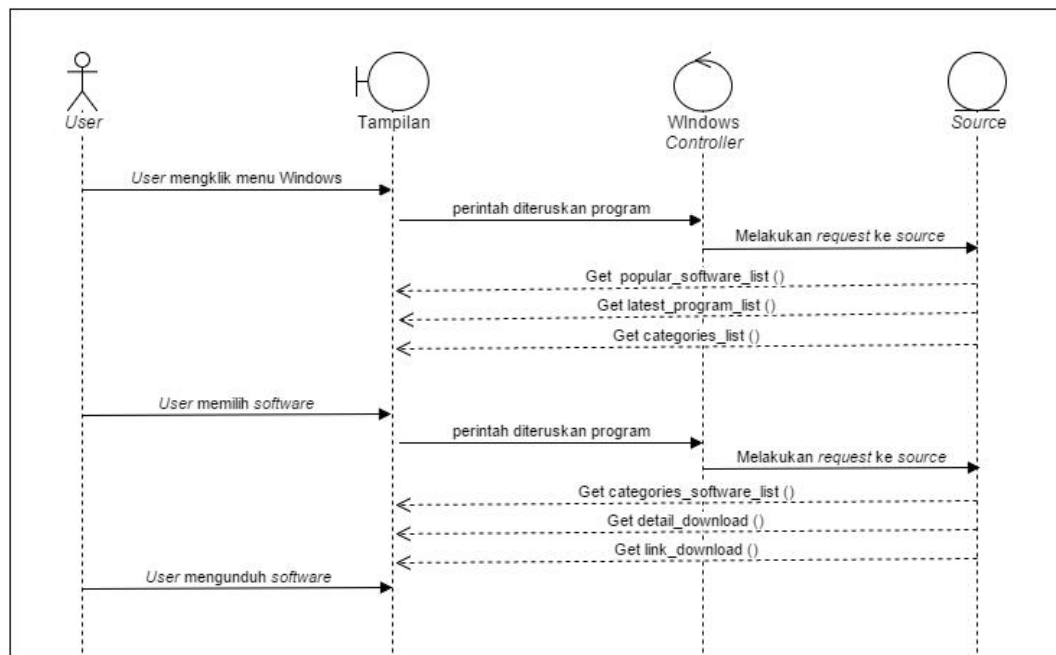 User
Tampilan
WIndows
Controller
Source
User mengklik menu Windows
perintah diteruskan program
Melakukan request ke source
Get popular_software_list ()
Get latest_program_list ()
Get categories_list ()
User memilih software
perintah diteruskan program
Melakukan request ke source
Get categories_software_list ()
Get detail_download ()
Get link_download ()
User mengunduh software